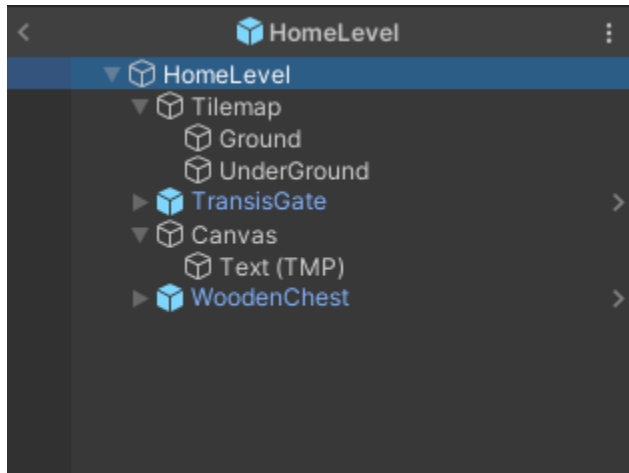 HomeLevel
HomeLevel
Tilemap
Ground
UnderGround
TransisGate
Canvas
Text (TMP)
WoodenChest